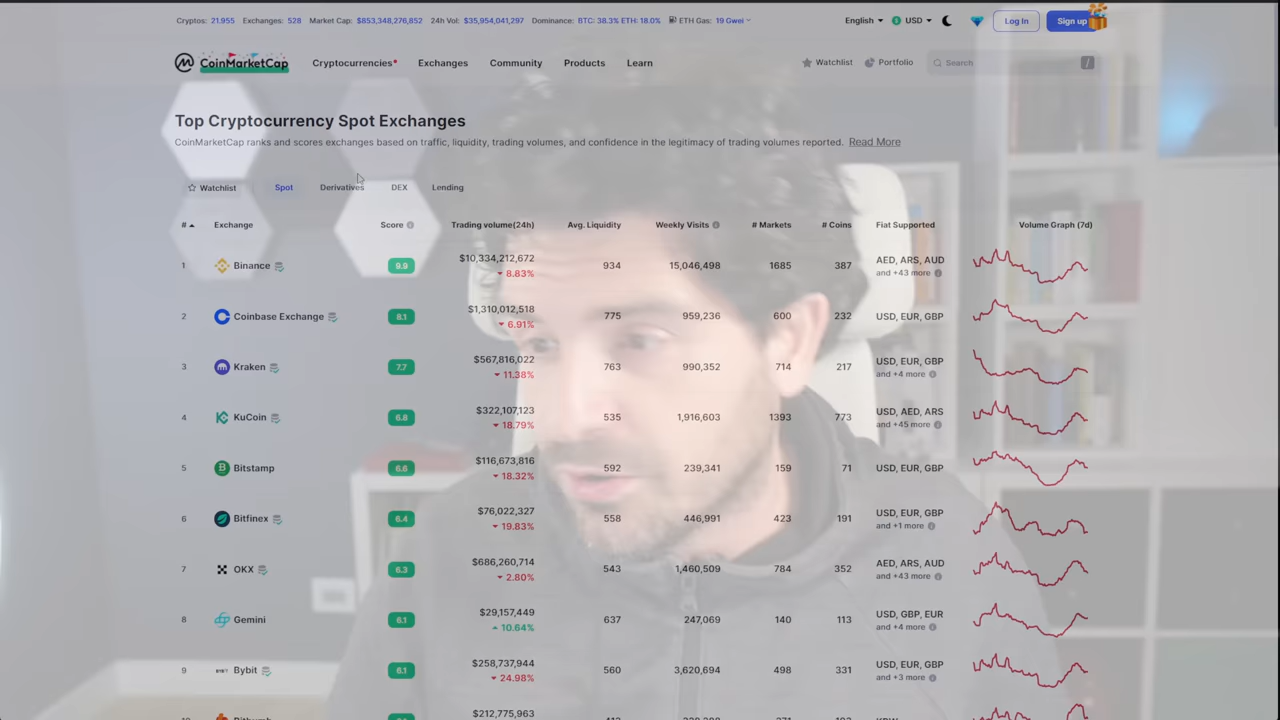 Cryptos: 21.955 Exchanges: 528 Market Cap: $853,348,276,852 24h Vol: $35,954,041,297 Dominance: BTC: 38.3% ETH: 18.0% ETH Gas: 19 Gwei English USD Log In Sign up
CoinMarketCap Cryptocurrencies Exchanges Community Products Learn Watchlist Portfolio Search /
Top Cryptocurrency Spot Exchanges
CoinMarketCap ranks and scores exchanges based on traffic, liquidity, trading volumes, and confidence in the legitimacy of trading volumes reported. Read More
Watchlist Spot Derivatives DEX Lending
# Exchange Score Trading volume(24h) Avg. Liquidity Weekly Visits # Markets # Coins Fiat Supported Volume Graph (7d)
1 Binance 9.9 $10,334,212,672 8.83% 934 15,046,498 1685 387 AED, ARS, AUD and +43 more
2 Coinbase Exchange 8.1 $1,310,012,518 6.91% 775 959,236 600 232 USD, EUR, GBP
3 Kraken 7.7 $567,816,022 11.38% 763 990,352 714 217 USD, EUR, GBP and +4 more
4 KuCoin 6.8 $322,107,123 18.79% 535 1,916,603 1393 773 USD, AED, ARS and +45 more
5 Bitstamp 6.6 $116,673,816 18.32% 592 239,341 159 71 USD, EUR, GBP
6 Bitfinex 6.4 $76,022,327 19.83% 558 446,991 423 191 USD, EUR, GBP and +1 more
7 OKX 6.3 $686,260,714 2.80% 543 1,460,509 784 352 AED, ARS, AUD and +43 more
8 Gemini 6.1 $29,157,449 10.64% 637 247,069 140 113 USD, GBP, EUR and +4 more
9 Bybit 6.1 $258,737,944 24.98% 560 3,620,694 498 331 USD, EUR, GBP and +3 more
$212,775,963